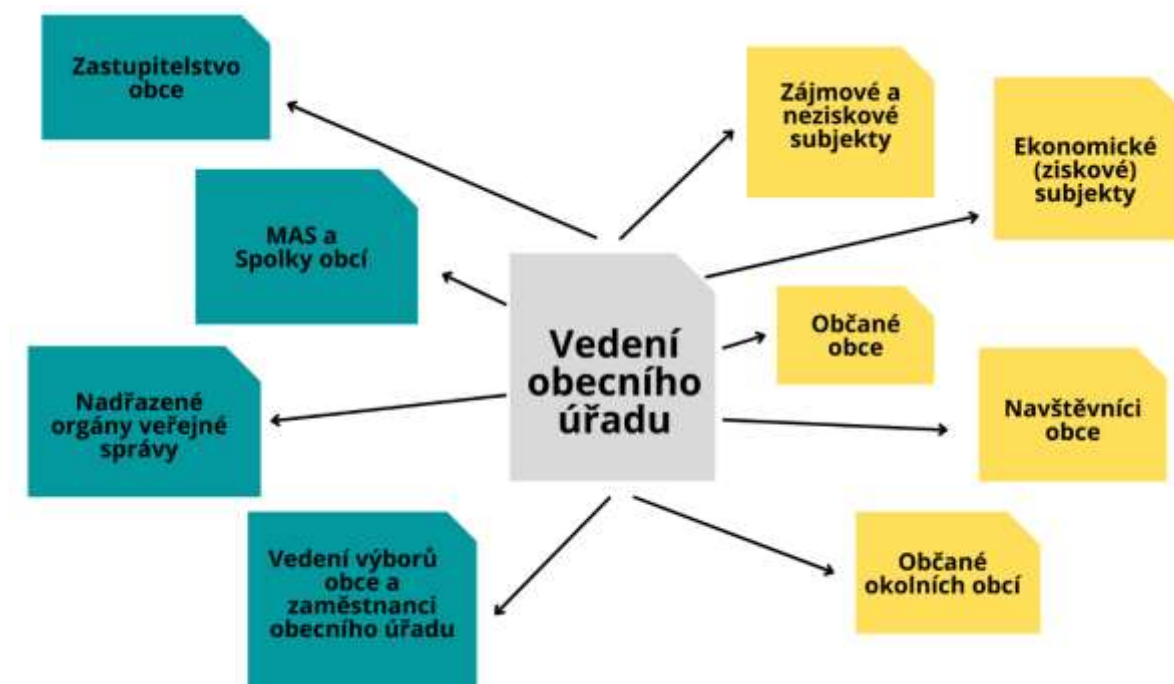 Zastupitelstvo
obce
Zájmové a
neziskové
subjekty
Ekonomické
(ziskové)
subjekty
MAS a
Spolky obcí
Vedení
obecního
úřadu
Občané
obce
Nadřazené
orgány veřejné
správy
Navštěvníci
obce
Vedení výborů
obce a
zaměstnanci
obecního úřadu
Občané
okolních obcí